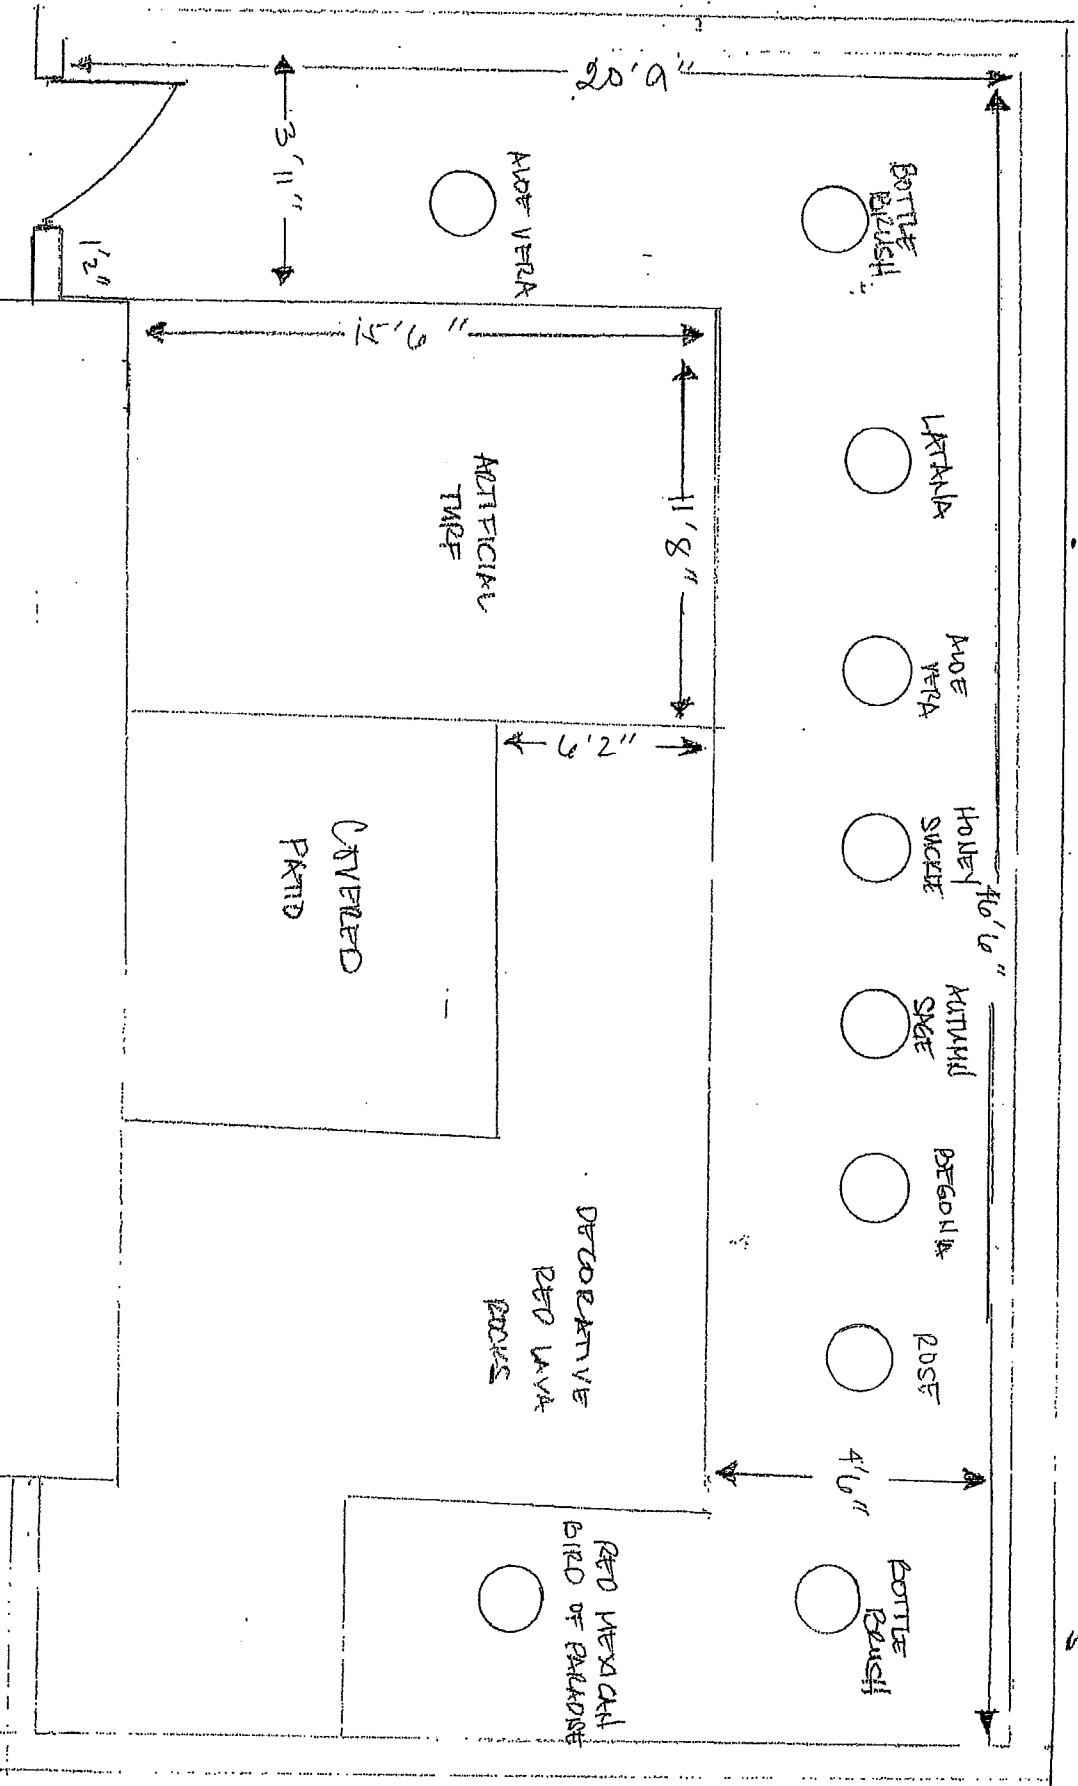 46'6"
BOTTLE
BRUSH
LATANA
ALOE
VERA
HONEY
SUCKLE
AUTUMN
SAGE
BEGONIA
ROSE
BOTTLE
BRUSH
4'6"
20'9"
11'8"
6'2"
15'6"
ALOE VERA
ARTIFICIAL
TURF
DECORATIVE
RED LAVA
ROCKS
RED MEXICAN
BIRD OF PARADISE
COVERED
PATIO
3'11"
1'2"